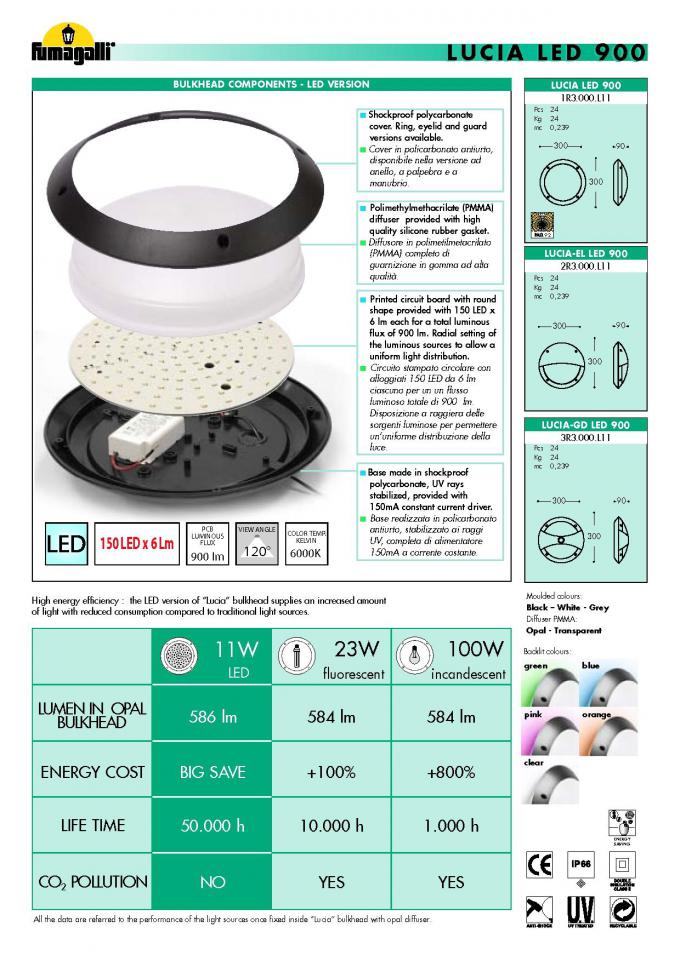 fumagalli
LUCIA LED 900
BULKHEAD COMPONENTS - LED VERSION
Shockproof polycarbonate
cover. Ring, eyelid and guard
versions available.
Cover in policarbonato antiurto,
disponibile nella versione ad
anello, a palpebra e a
manubrio.
Polimethylmethacrilate (PMMA)
diffuser provided with high
quality silicone rubber gasket.
Diffusore in polimetilmetacrilato
(PMMA) completo di
guarnizione in gomma ad alta
qualità.
Printed circuit board with round
shape provided with 150 LED x
6 lm each for a total luminous
flux of 900 lm. Radial setting of
the luminous sources to allow a
uniform light distribution.
Circuito stampato circolare con
alloggiati 150 LED da 6 lm
ciascuno per un un flusso
luminoso totale di 900 lm.
Disposizione a raggiera delle
sorgenti luminose per permettere
un'uniforme distribuzione della
luce.
Base made in shockproof
polycarbonate, UV rays
stabilized, provided with
150mA constant current driver.
Base realizzata in policarbonato
antiurto, stabilizzato ai raggi
UV, completa di alimentatore
150mA a corrente costante.
LED
150 LED x 6 Lm
PCB
LUMINOUS
FLUX
900 lm
VIEW ANGLE
120°
COLOR TEMP.
KELVIN
6000K
LUCIA LED 900
1R3.000.L11
Pcs 24
Kg 24
mc 0,239
300
90
300
LUCIA-EL LED 900
2R3.000.L11
Pcs 24
Kg 24
mc 0,239
300
90
300
LUCIA-GD LED 900
3R3.000.L11
Pcs 24
Kg 24
mc 0,239
300
90
300
High energy efficiency : the LED version of "Lucia" bulkhead supplies an increased amount
of light with reduced consumption compared to traditional light sources.
11W
LED
23W
fluorescent
100W
incandescent
LUMEN IN OPAL
BULKHEAD
586 lm
584 lm
584 lm
ENERGY COST
BIG SAVE
+100%
+800%
LIFE TIME
50.000 h
10.000 h
1.000 h
CO2 POLLUTION
NO
YES
YES
All the data are referred to the performance of the light sources once fixed inside "Lucia" bulkhead with opal diffuser.
Moulded colours:
Black – White - Grey
Diffuser PMMA:
Opal - Transparent
Backlit colours:
green
blue
pink
orange
clear
ENERGY
SAVING
CE
IP66
DOUBLE
INSULATION
CLASS II
ANTI-SHOCK
U.V.
UV TREATED
RECYCLABLE